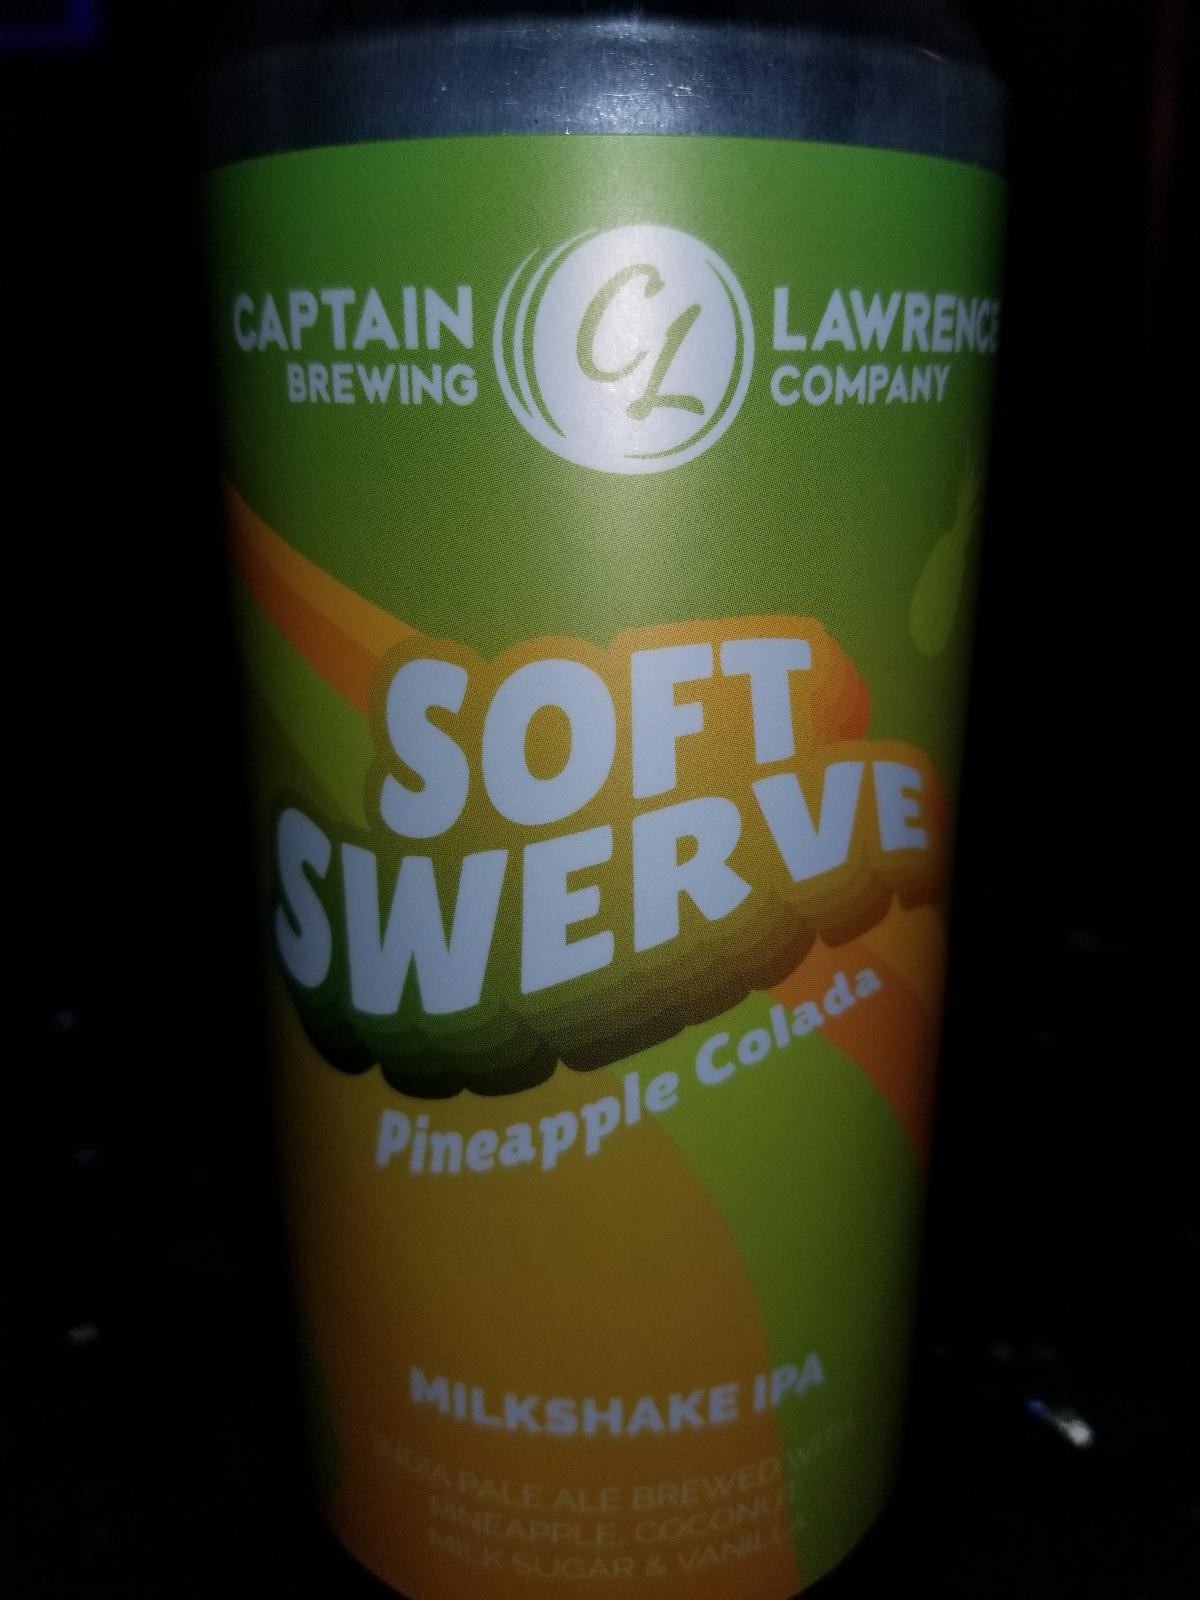 CAPTAIN CL LAWRENCE
BREWING COMPANY
SOFT
SWERVE
Pineapple Colada
MILKSHAKE IPA
INDIA PALE ALE BREWED WITH
PINEAPPLE, COCONUT
MILK SUGAR & VANILLA